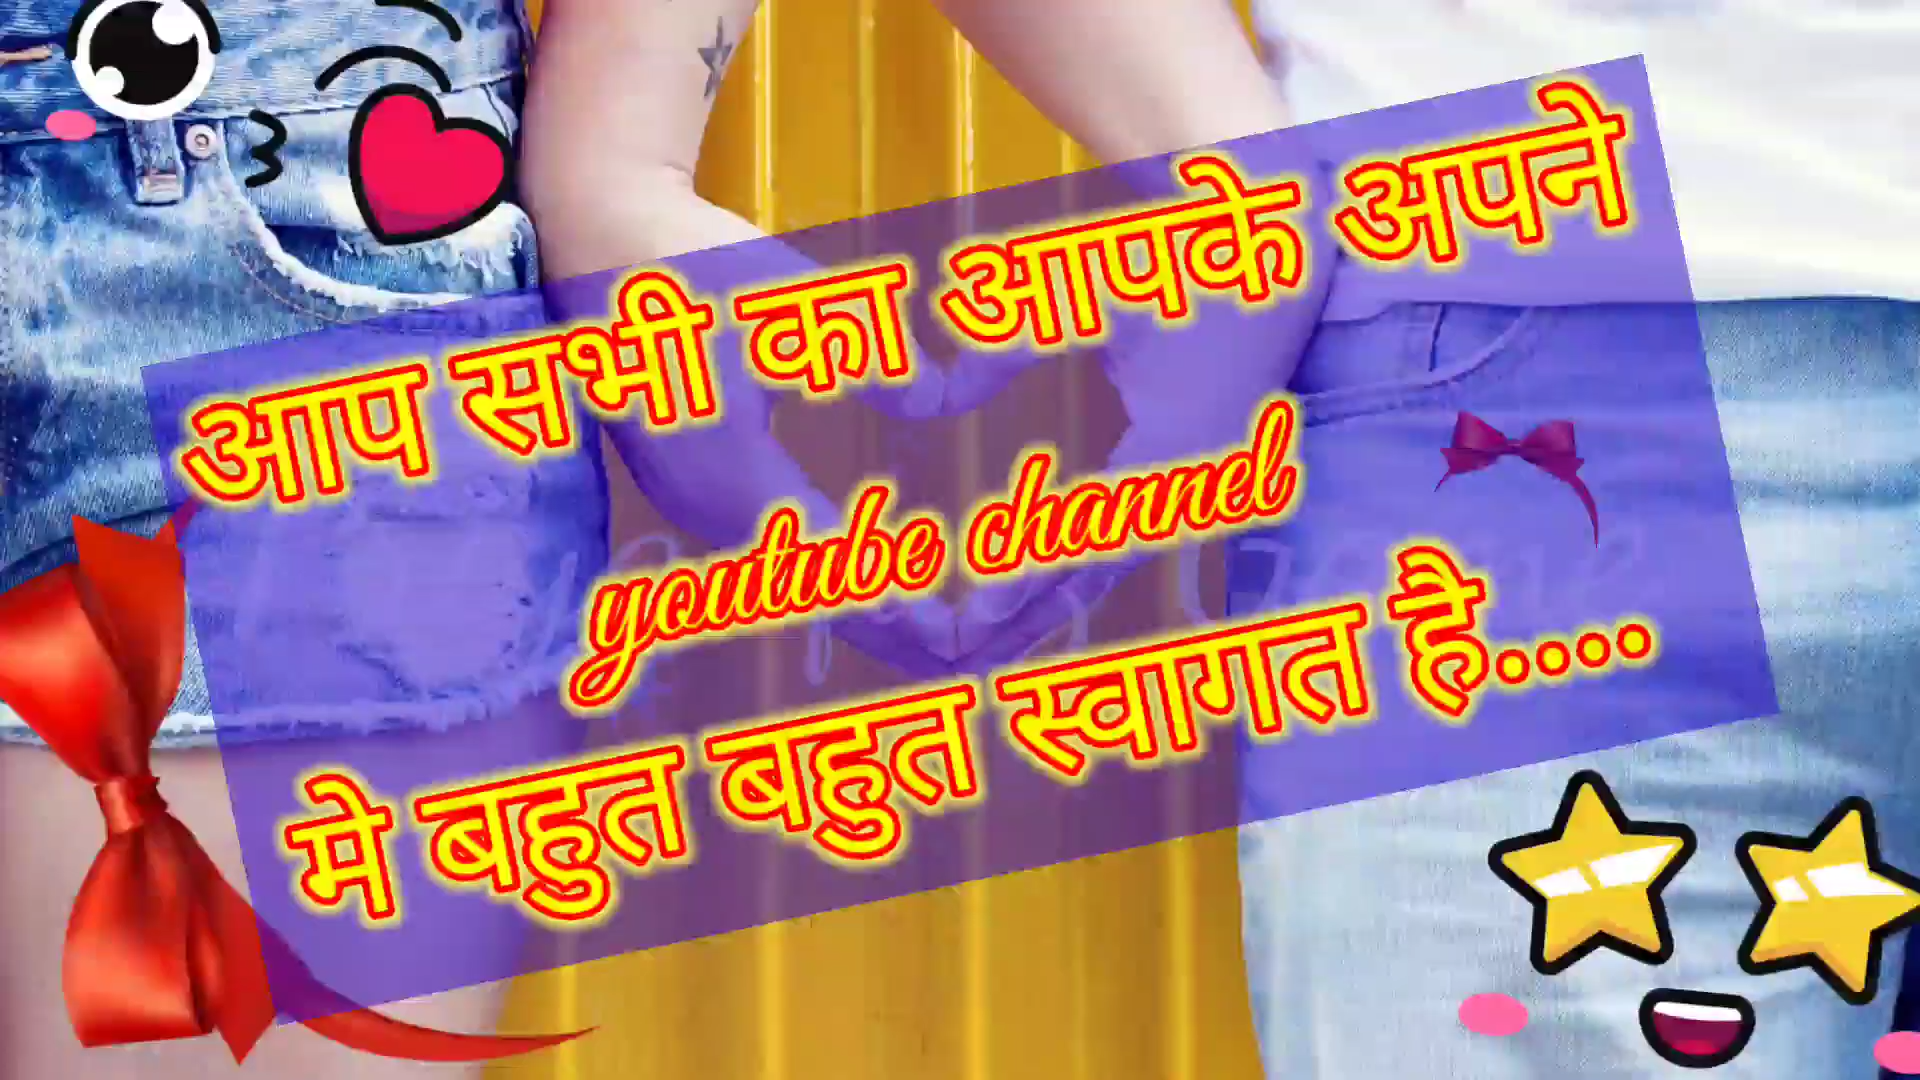 आप सभी का आपके अपने
youtube channel
मे बहुत बहुत स्वागत है....